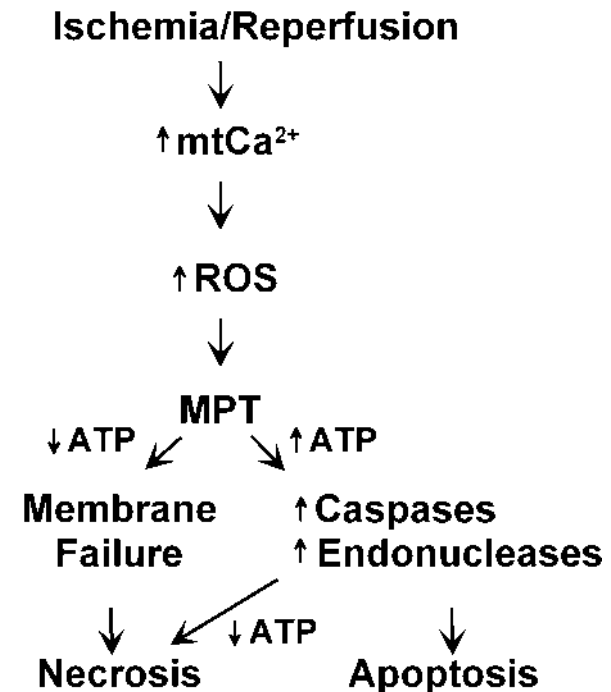 Ischemia/Reperfusion
↑mtCa²⁺
↑ROS
MPT
↓ATP ↑ATP
Membrane ↑Caspases
Failure ↑Endonucleases
↓ATP
Necrosis Apoptosis